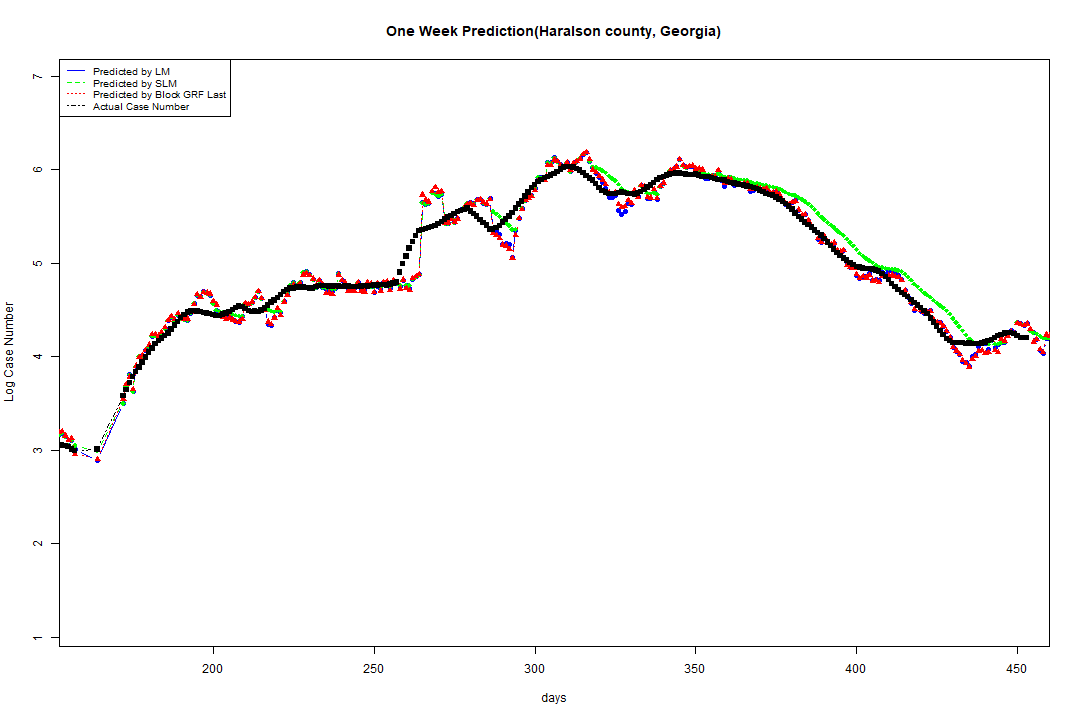 One Week Prediction(Haralson county, Georgia)
Predicted by LM
Predicted by SLM
Predicted by Block GRF Last
Actual Case Number
7
6
5
4
3
2
1
Log Case Number
200
250
300
350
400
450
days